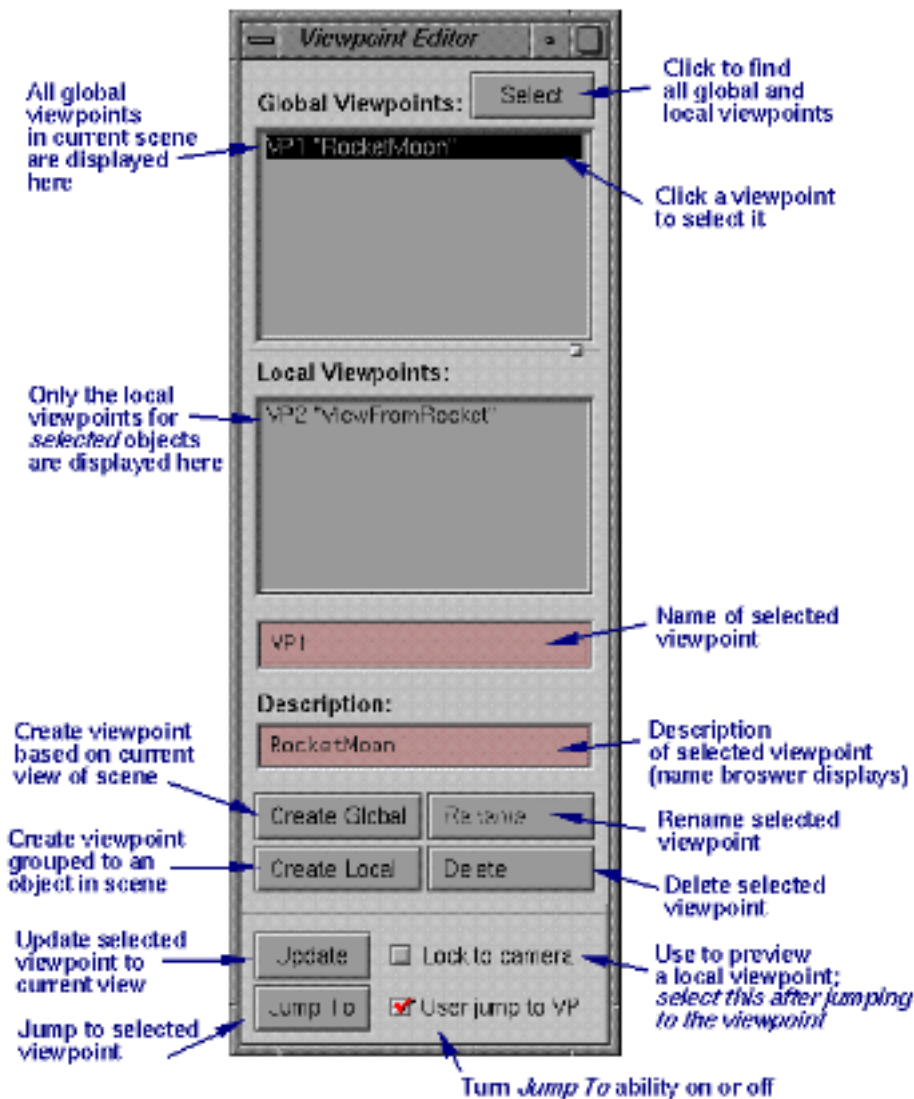 Viewpoint Editor
All global
viewpoints
in current scene
are displayed
here
Global Viewpoints:
Select
Click to find
all global and
local viewpoints
VP1 "RocketMoon"
Click a viewpoint
to select it
Local Viewpoints:
Only the local
viewpoints for
selected objects
are displayed here
VP2 "ViewFromRocket"
VP1
Name of selected
viewpoint
Description:
RocketMoon
Description
of selected viewpoint
(name broswer displays)
Create viewpoint
based on current
view of scene
Create Global
Rename
Rename selected
viewpoint
Create viewpoint
grouped to an
object in scene
Create Local
Delete
Delete selected
viewpoint
Update selected
viewpoint to
current view
Update
Lock to camera
Use to preview
a local viewpoint;
select this after jumping
to the viewpoint
Jump to selected
viewpoint
Jump To
User jump to VP
Turn Jump To ability on or off